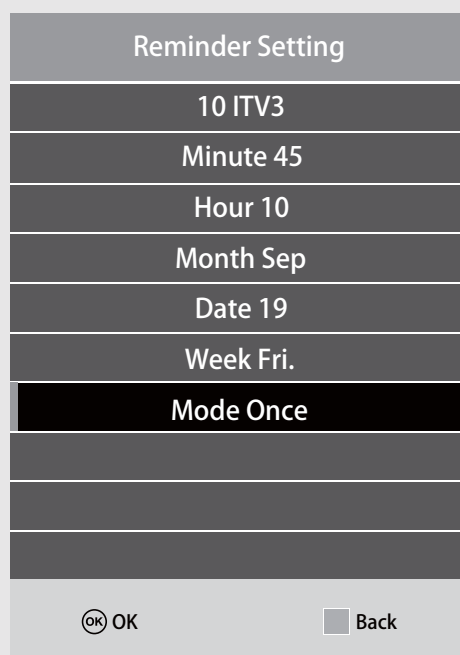 Reminder Setting
10 ITV3
Minute 45
Hour 10
Month Sep
Date 19
Week Fri.
Mode Once
OK OK Back